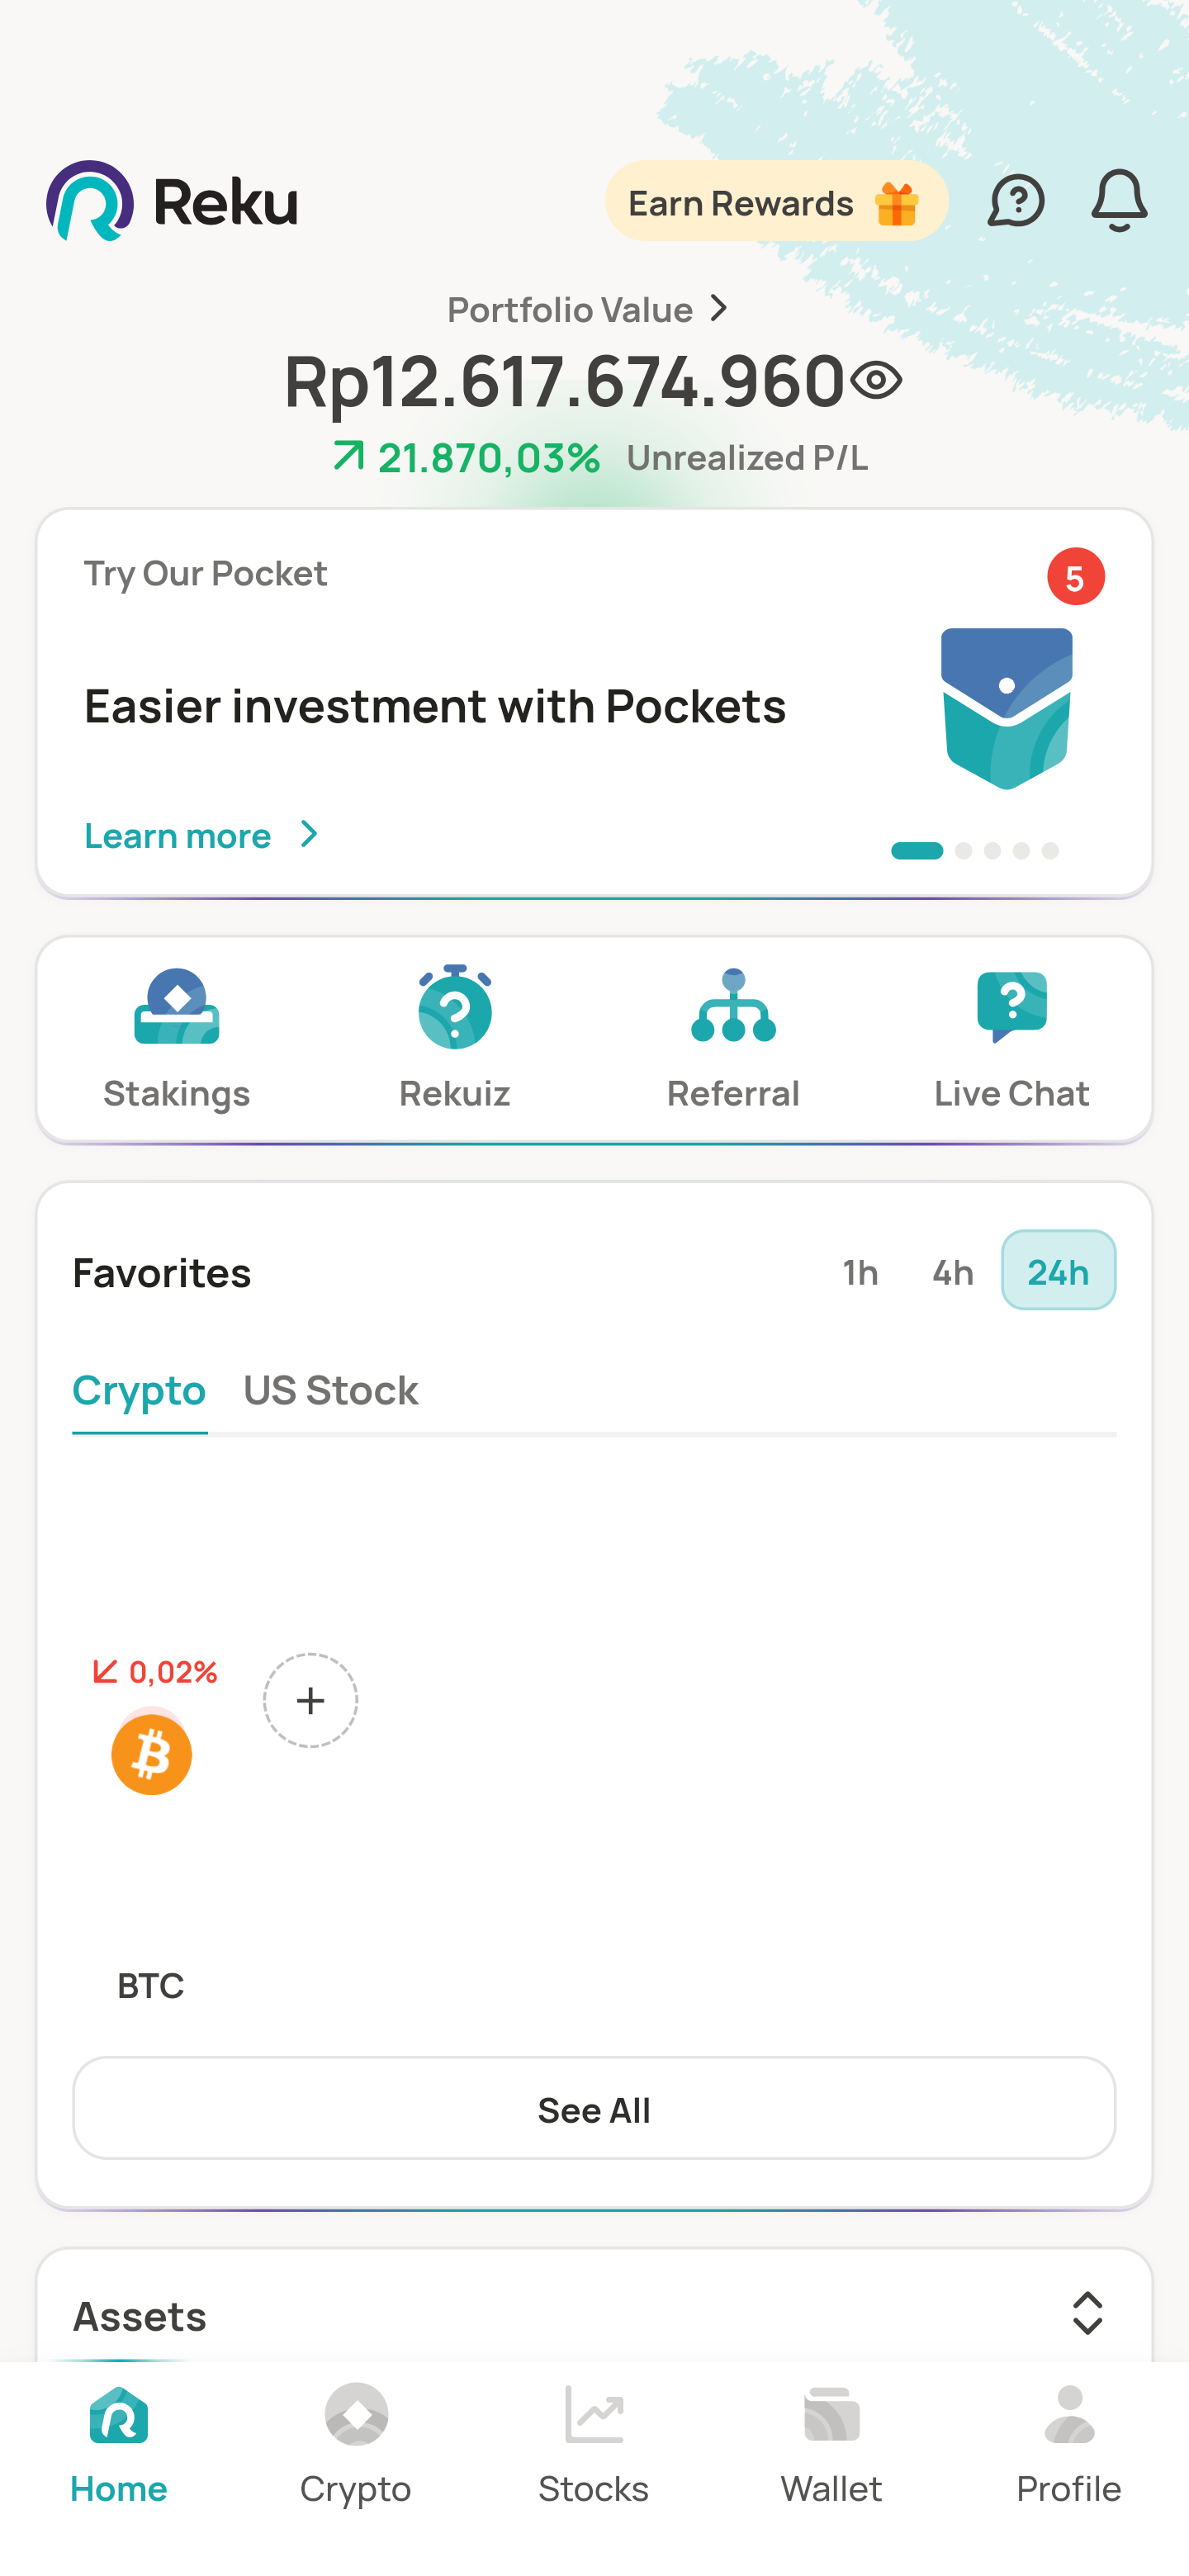 Reku
Earn Rewards
Portfolio Value
Rp12.617.674.960
21.870,03% Unrealized P/L
Try Our Pocket
5
Easier investment with Pockets
Learn more
Stakings Rekuiz Referral Live Chat
Favorites 1h 4h 24h
Crypto US Stock
0,02%
BTC
See All
Assets
Home Crypto Stocks Wallet Profile